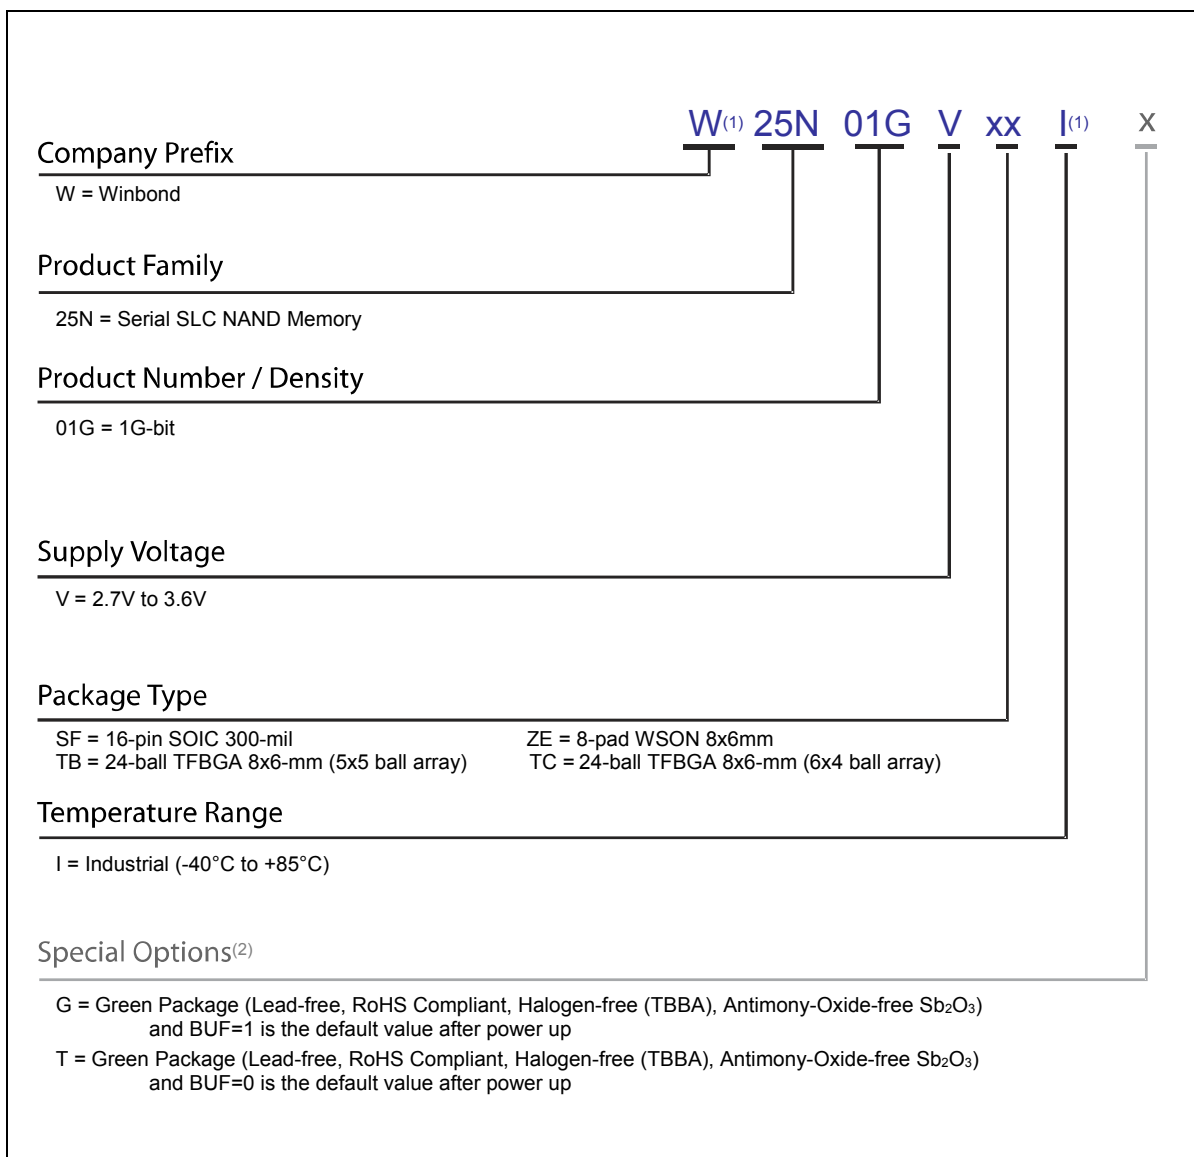 W(1) 25N 01G V xx I(1) x
Company Prefix
W = Winbond
Product Family
25N = Serial SLC NAND Memory
Product Number / Density
01G = 1G-bit
Supply Voltage
V = 2.7V to 3.6V
Package Type
SF = 16-pin SOIC 300-mil ZE = 8-pad WSON 8x6mm
TB = 24-ball TFBGA 8x6-mm (5x5 ball array) TC = 24-ball TFBGA 8x6-mm (6x4 ball array)
Temperature Range
I = Industrial (-40°C to +85°C)
Special Options(2)
G = Green Package (Lead-free, RoHS Compliant, Halogen-free (TBBA), Antimony-Oxide-free Sb₂O₃)
and BUF=1 is the default value after power up
T = Green Package (Lead-free, RoHS Compliant, Halogen-free (TBBA), Antimony-Oxide-free Sb₂O₃)
and BUF=0 is the default value after power up